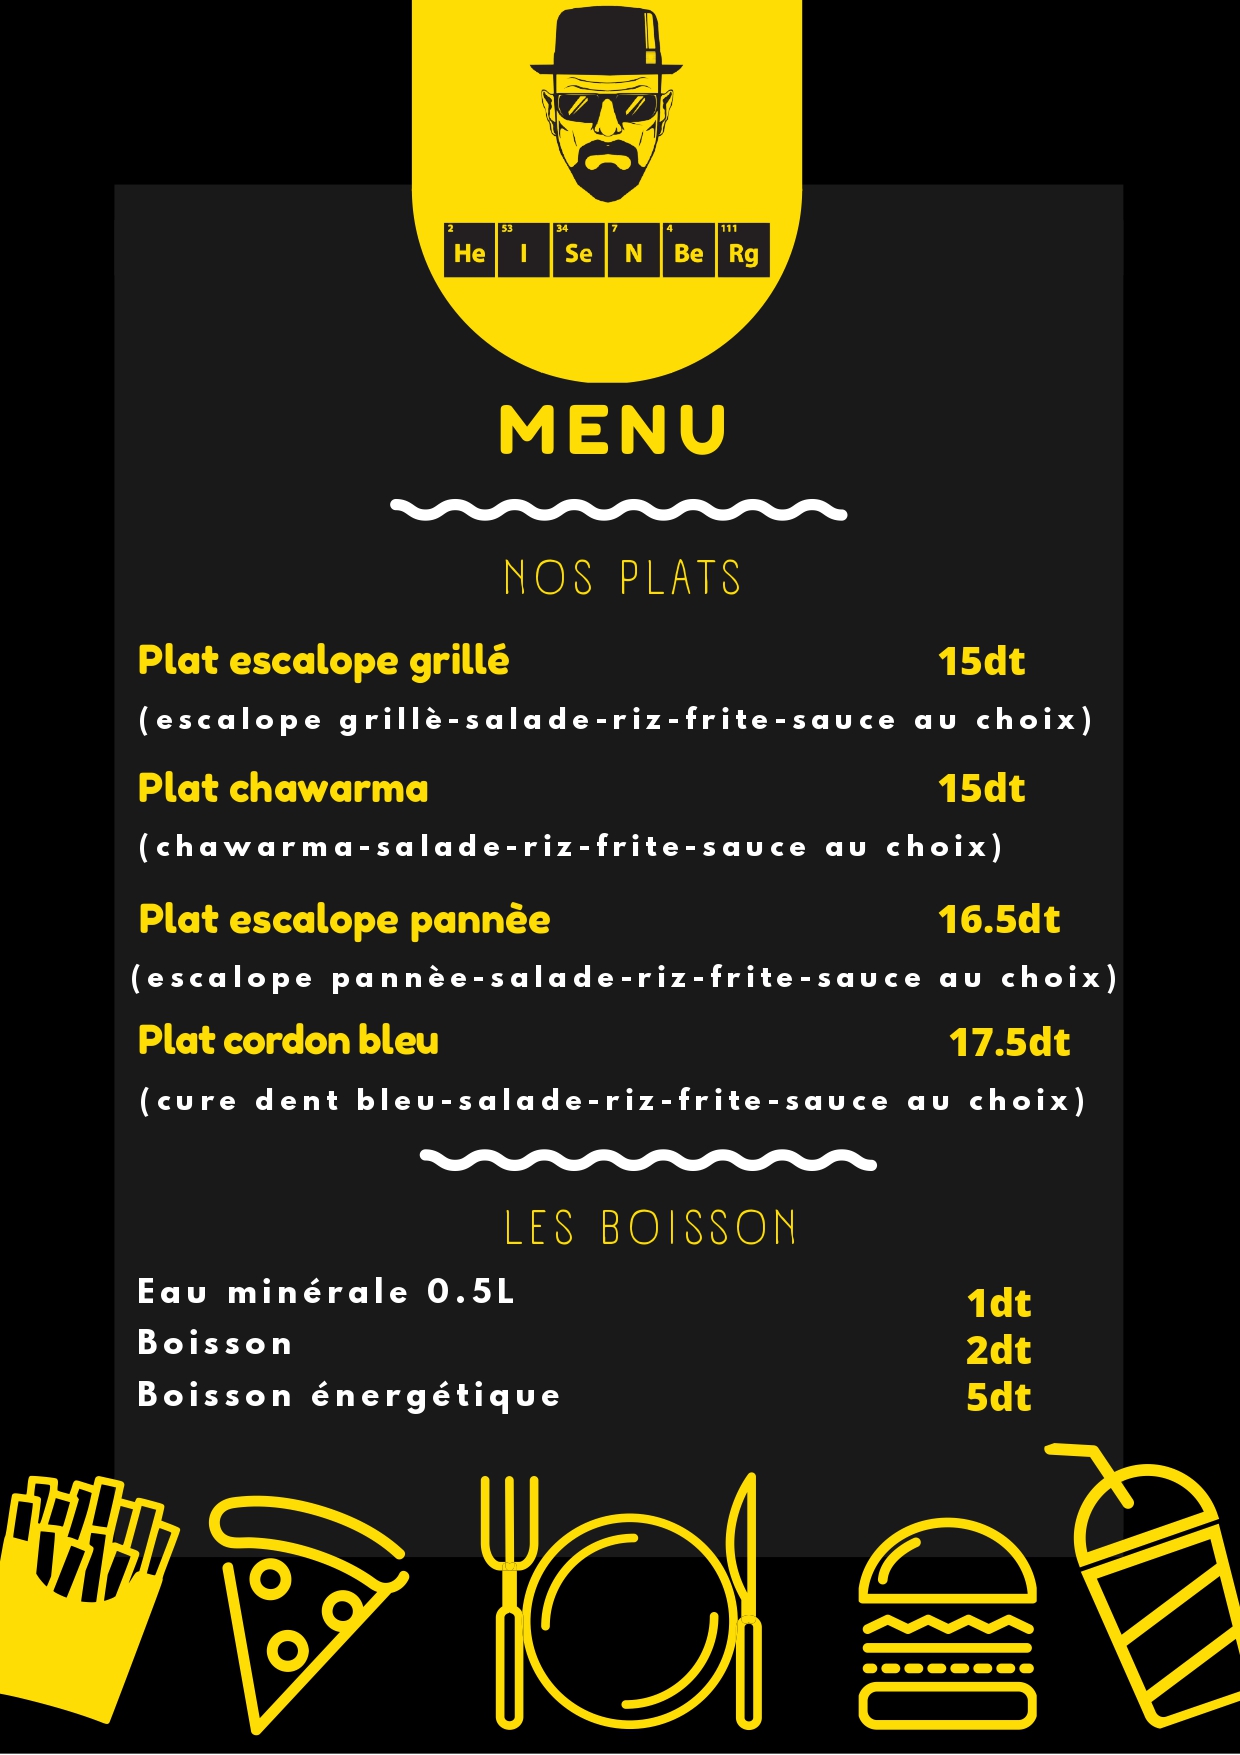 2 53 34 7 4 111
He I Se N Be Rg
MENU
NOS PLATS
Plat escalope grillé 15dt
(escalope grillè-salade-riz-frite-sauce au choix)
Plat chawarma 15dt
(chawarma-salade-riz-frite-sauce au choix)
Plat escalope pannèe 16.5dt
(escalope pannèe-salade-riz-frite-sauce au choix)
Plat cordon bleu 17.5dt
(cure dent bleu-salade-riz-frite-sauce au choix)
LES BOISSON
Eau minérale 0.5L 1dt
Boisson 2dt
Boisson énergétique 5dt